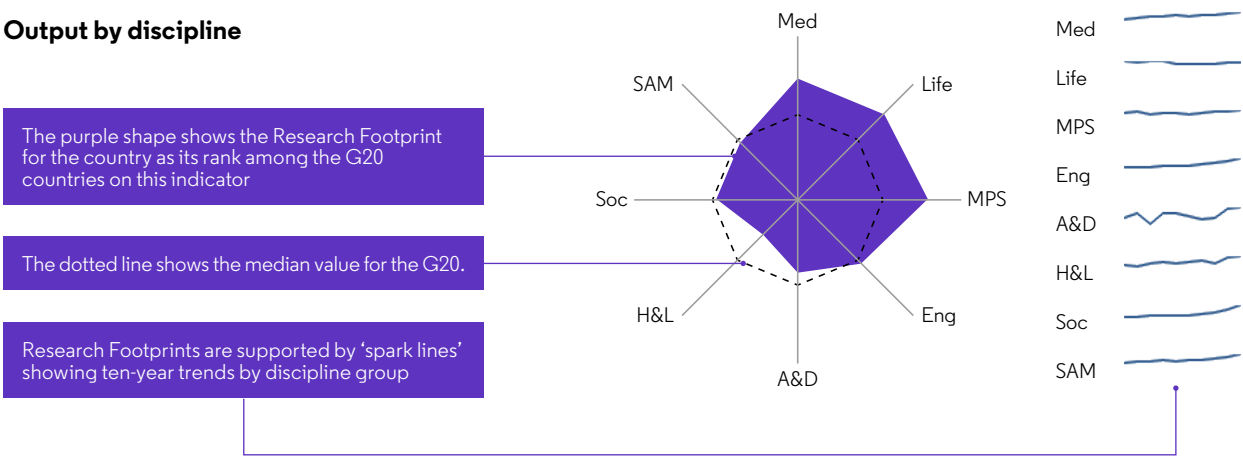 Output by discipline
The purple shape shows the Research Footprint
for the country as its rank among the G20
countries on this indicator
The dotted line shows the median value for the G20.
Research Footprints are supported by ‘spark lines’
showing ten-year trends by discipline group
Med
SAM
Life
Soc
MPS
H&L
Eng
A&D
Med
Life
MPS
Eng
A&D
H&L
Soc
SAM